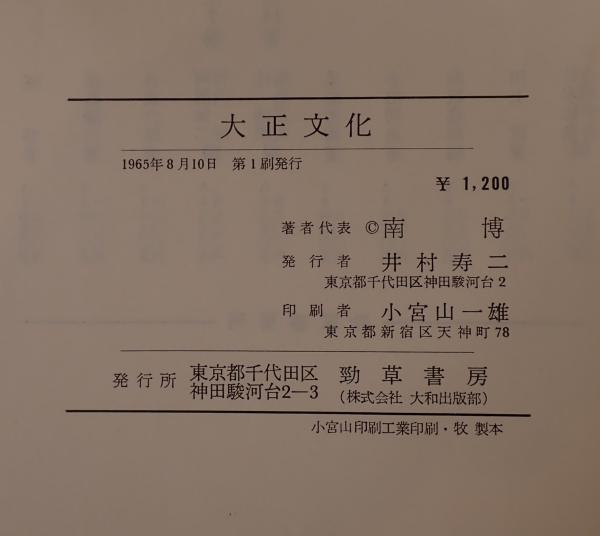 大正文化
1965年8月10日 第1刷発行
¥ 1,200
著者代表 ©南 博
発行者 井村寿二
東京都千代田区神田駿河台2
印刷者 小宮山一雄
東京都新宿区天神町78
発行所 東京都千代田区 勁草書房
神田駿河台2―3 (株式会社 大和出版部)
小宮山印刷工業印刷・牧 製本